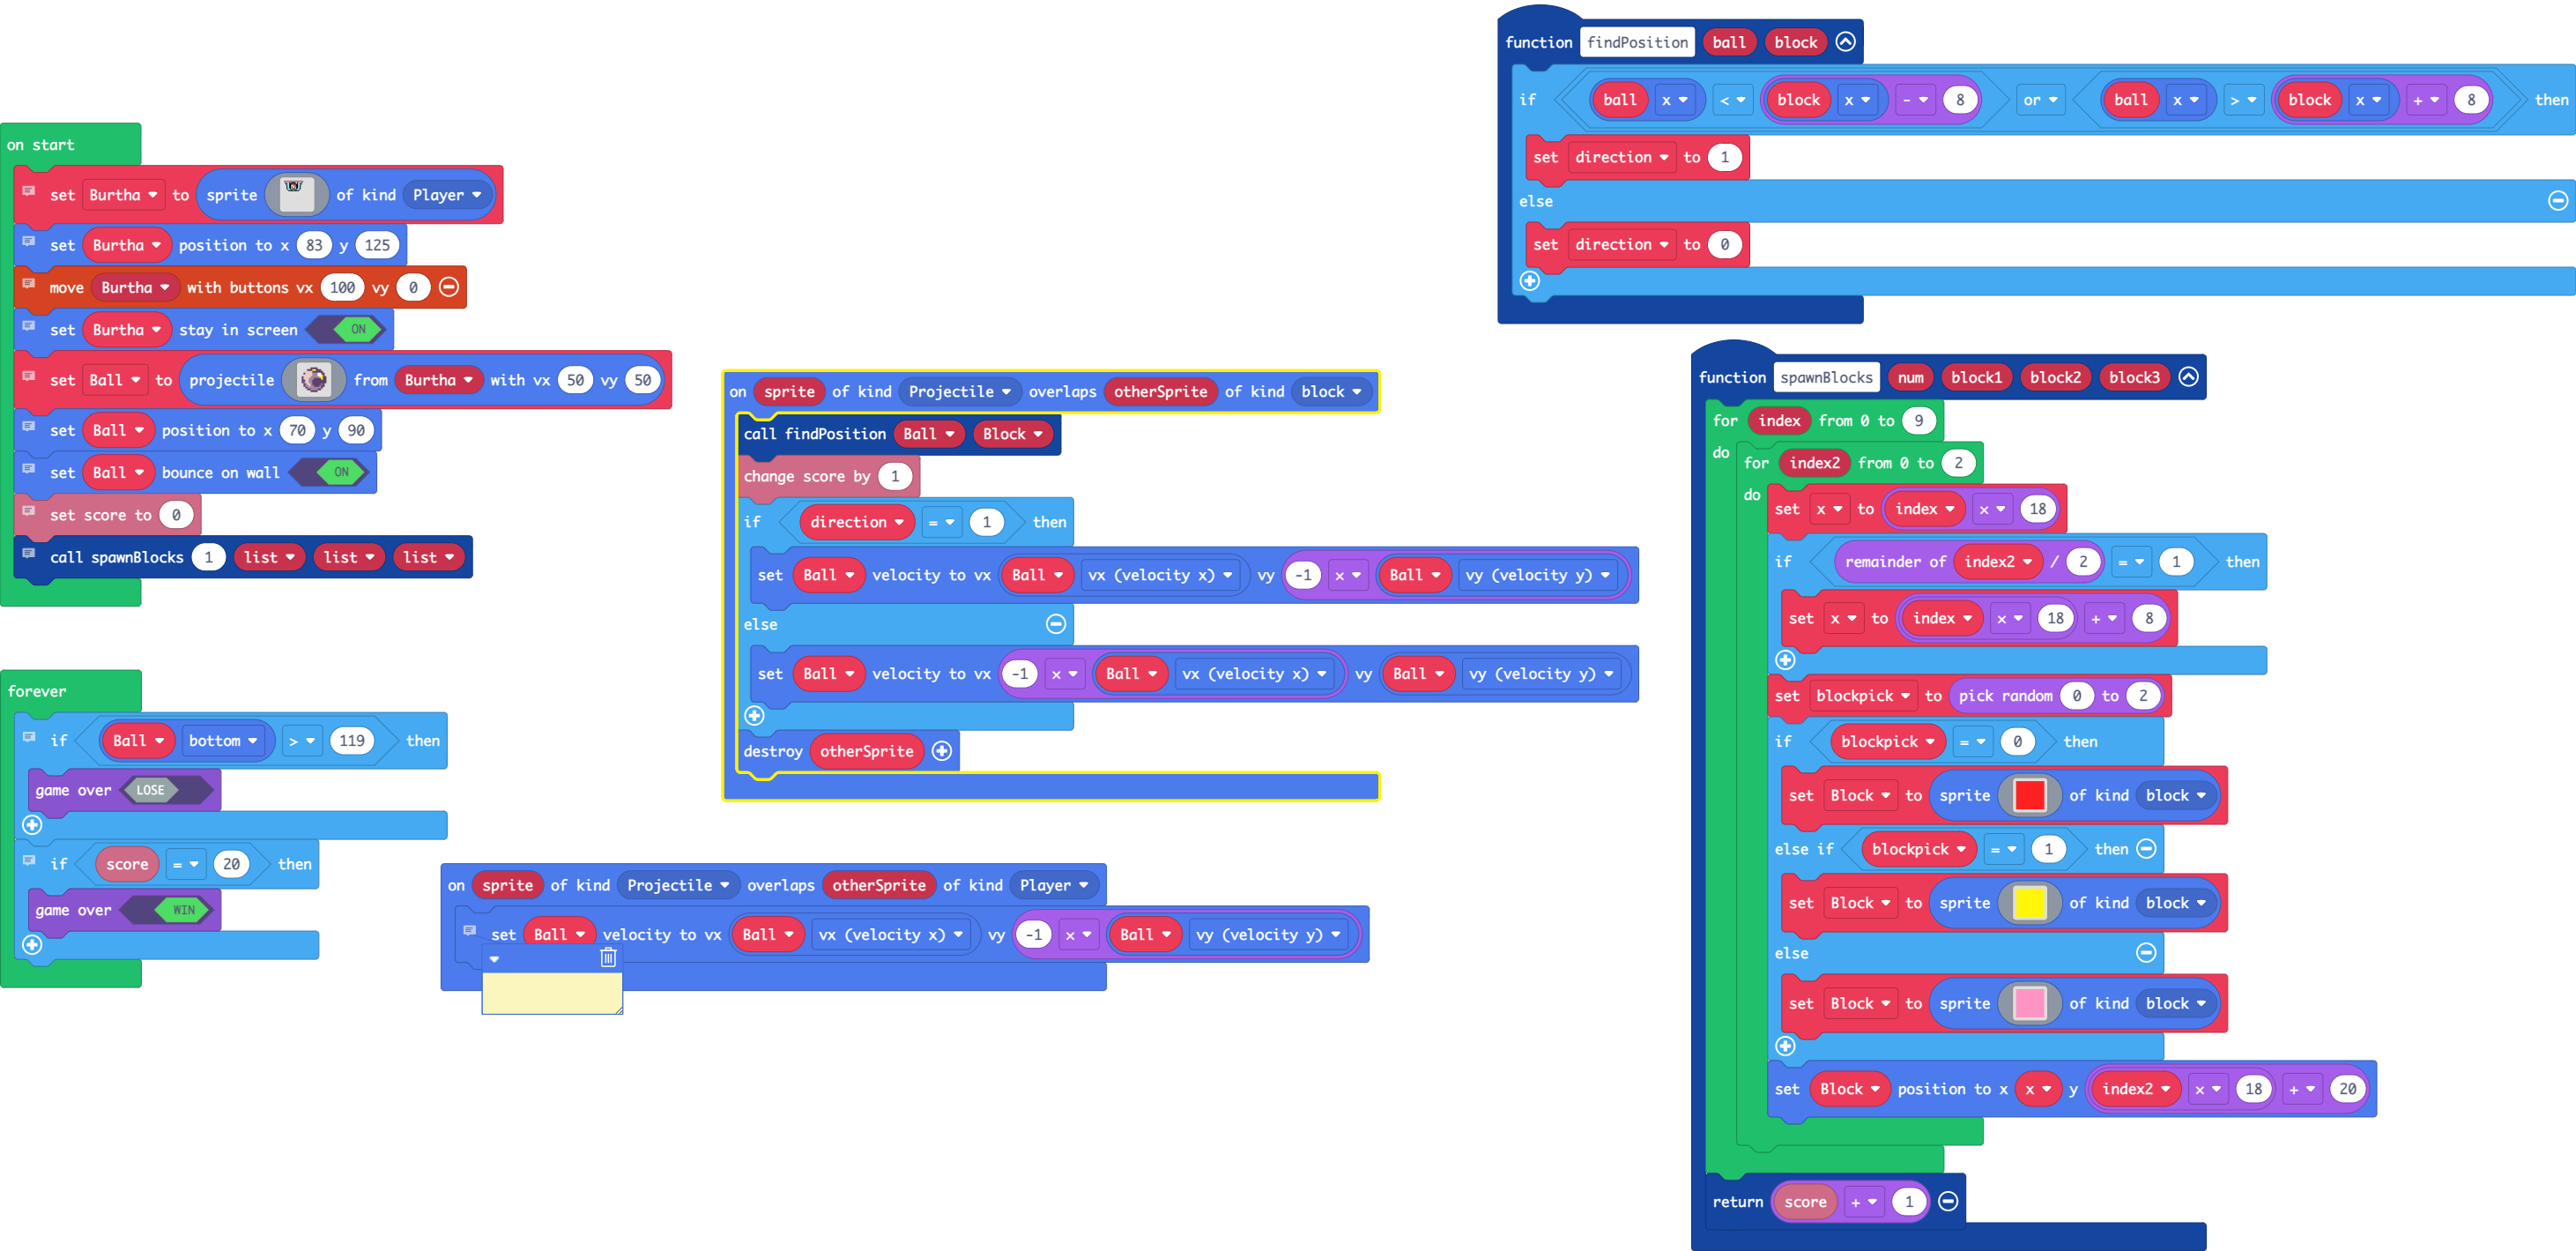 on start
set Burtha to sprite of kind Player
set Burtha position to x 83 y 125
move Burtha with buttons vx 100 vy 0
set Burtha stay in screen ON
set Ball to projectile from Burtha with vx 50 vy 50
set Ball position to x 70 y 90
set Ball bounce on wall ON
set score to 0
call spawnBlocks 1 list list list
forever
if Ball bottom > 119 then
game over LOSE
if score = 20 then
game over WIN
on sprite of kind Projectile overlaps otherSprite of kind block
call findPosition Ball Block
change score by 1
if direction = 1 then
set Ball velocity to vx Ball vx (velocity x) vy -1 × Ball vy (velocity y)
else
set Ball velocity to vx -1 × Ball vx (velocity x) vy Ball vy (velocity y)
destroy otherSprite
on sprite of kind Projectile overlaps otherSprite of kind Player
set Ball velocity to vx Ball vx (velocity x) vy -1 × Ball vy (velocity y)
function findPosition ball block
if ball x < block x - 8 or ball x > block x + 8 then
set direction to 1
else
set direction to 0
function spawnBlocks num block1 block2 block3
for index from 0 to 9
do for index2 from 0 to 2
do set x to index × 18
if remainder of index2 / 2 = 1 then
set x to index × 18 + 8
set blockpick to pick random 0 to 2
if blockpick = 0 then
set Block to sprite of kind block
else if blockpick = 1 then
set Block to sprite of kind block
else
set Block to sprite of kind block
set Block position to x x y index2 × 18 + 20
return score + 1